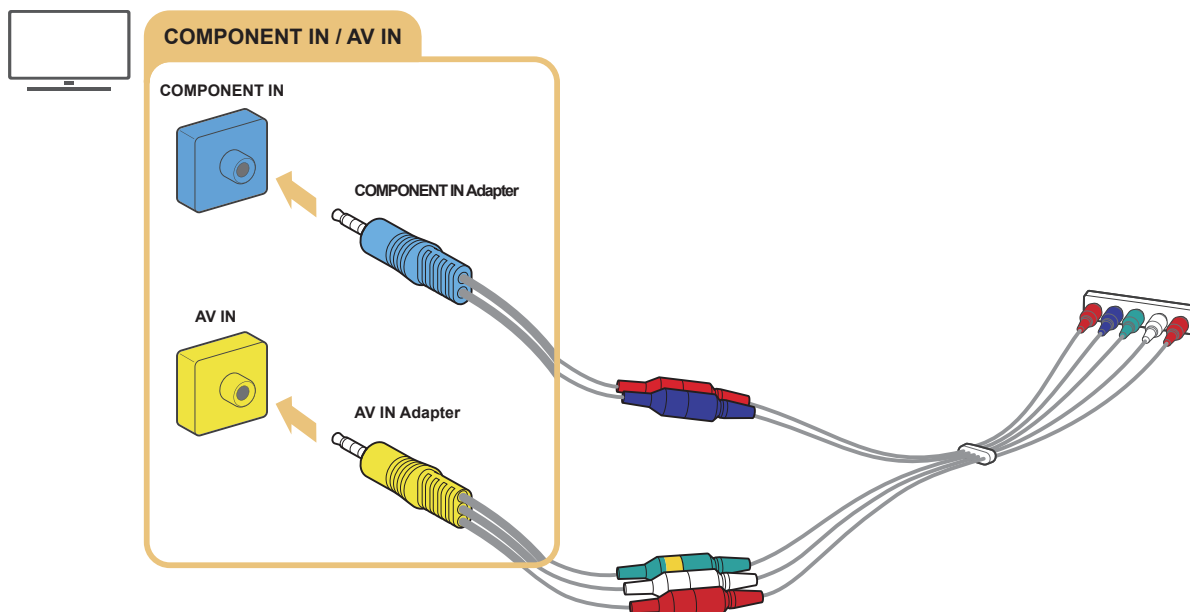 COMPONENT IN / AV IN
COMPONENT IN
COMPONENT IN Adapter
AV IN
AV IN Adapter